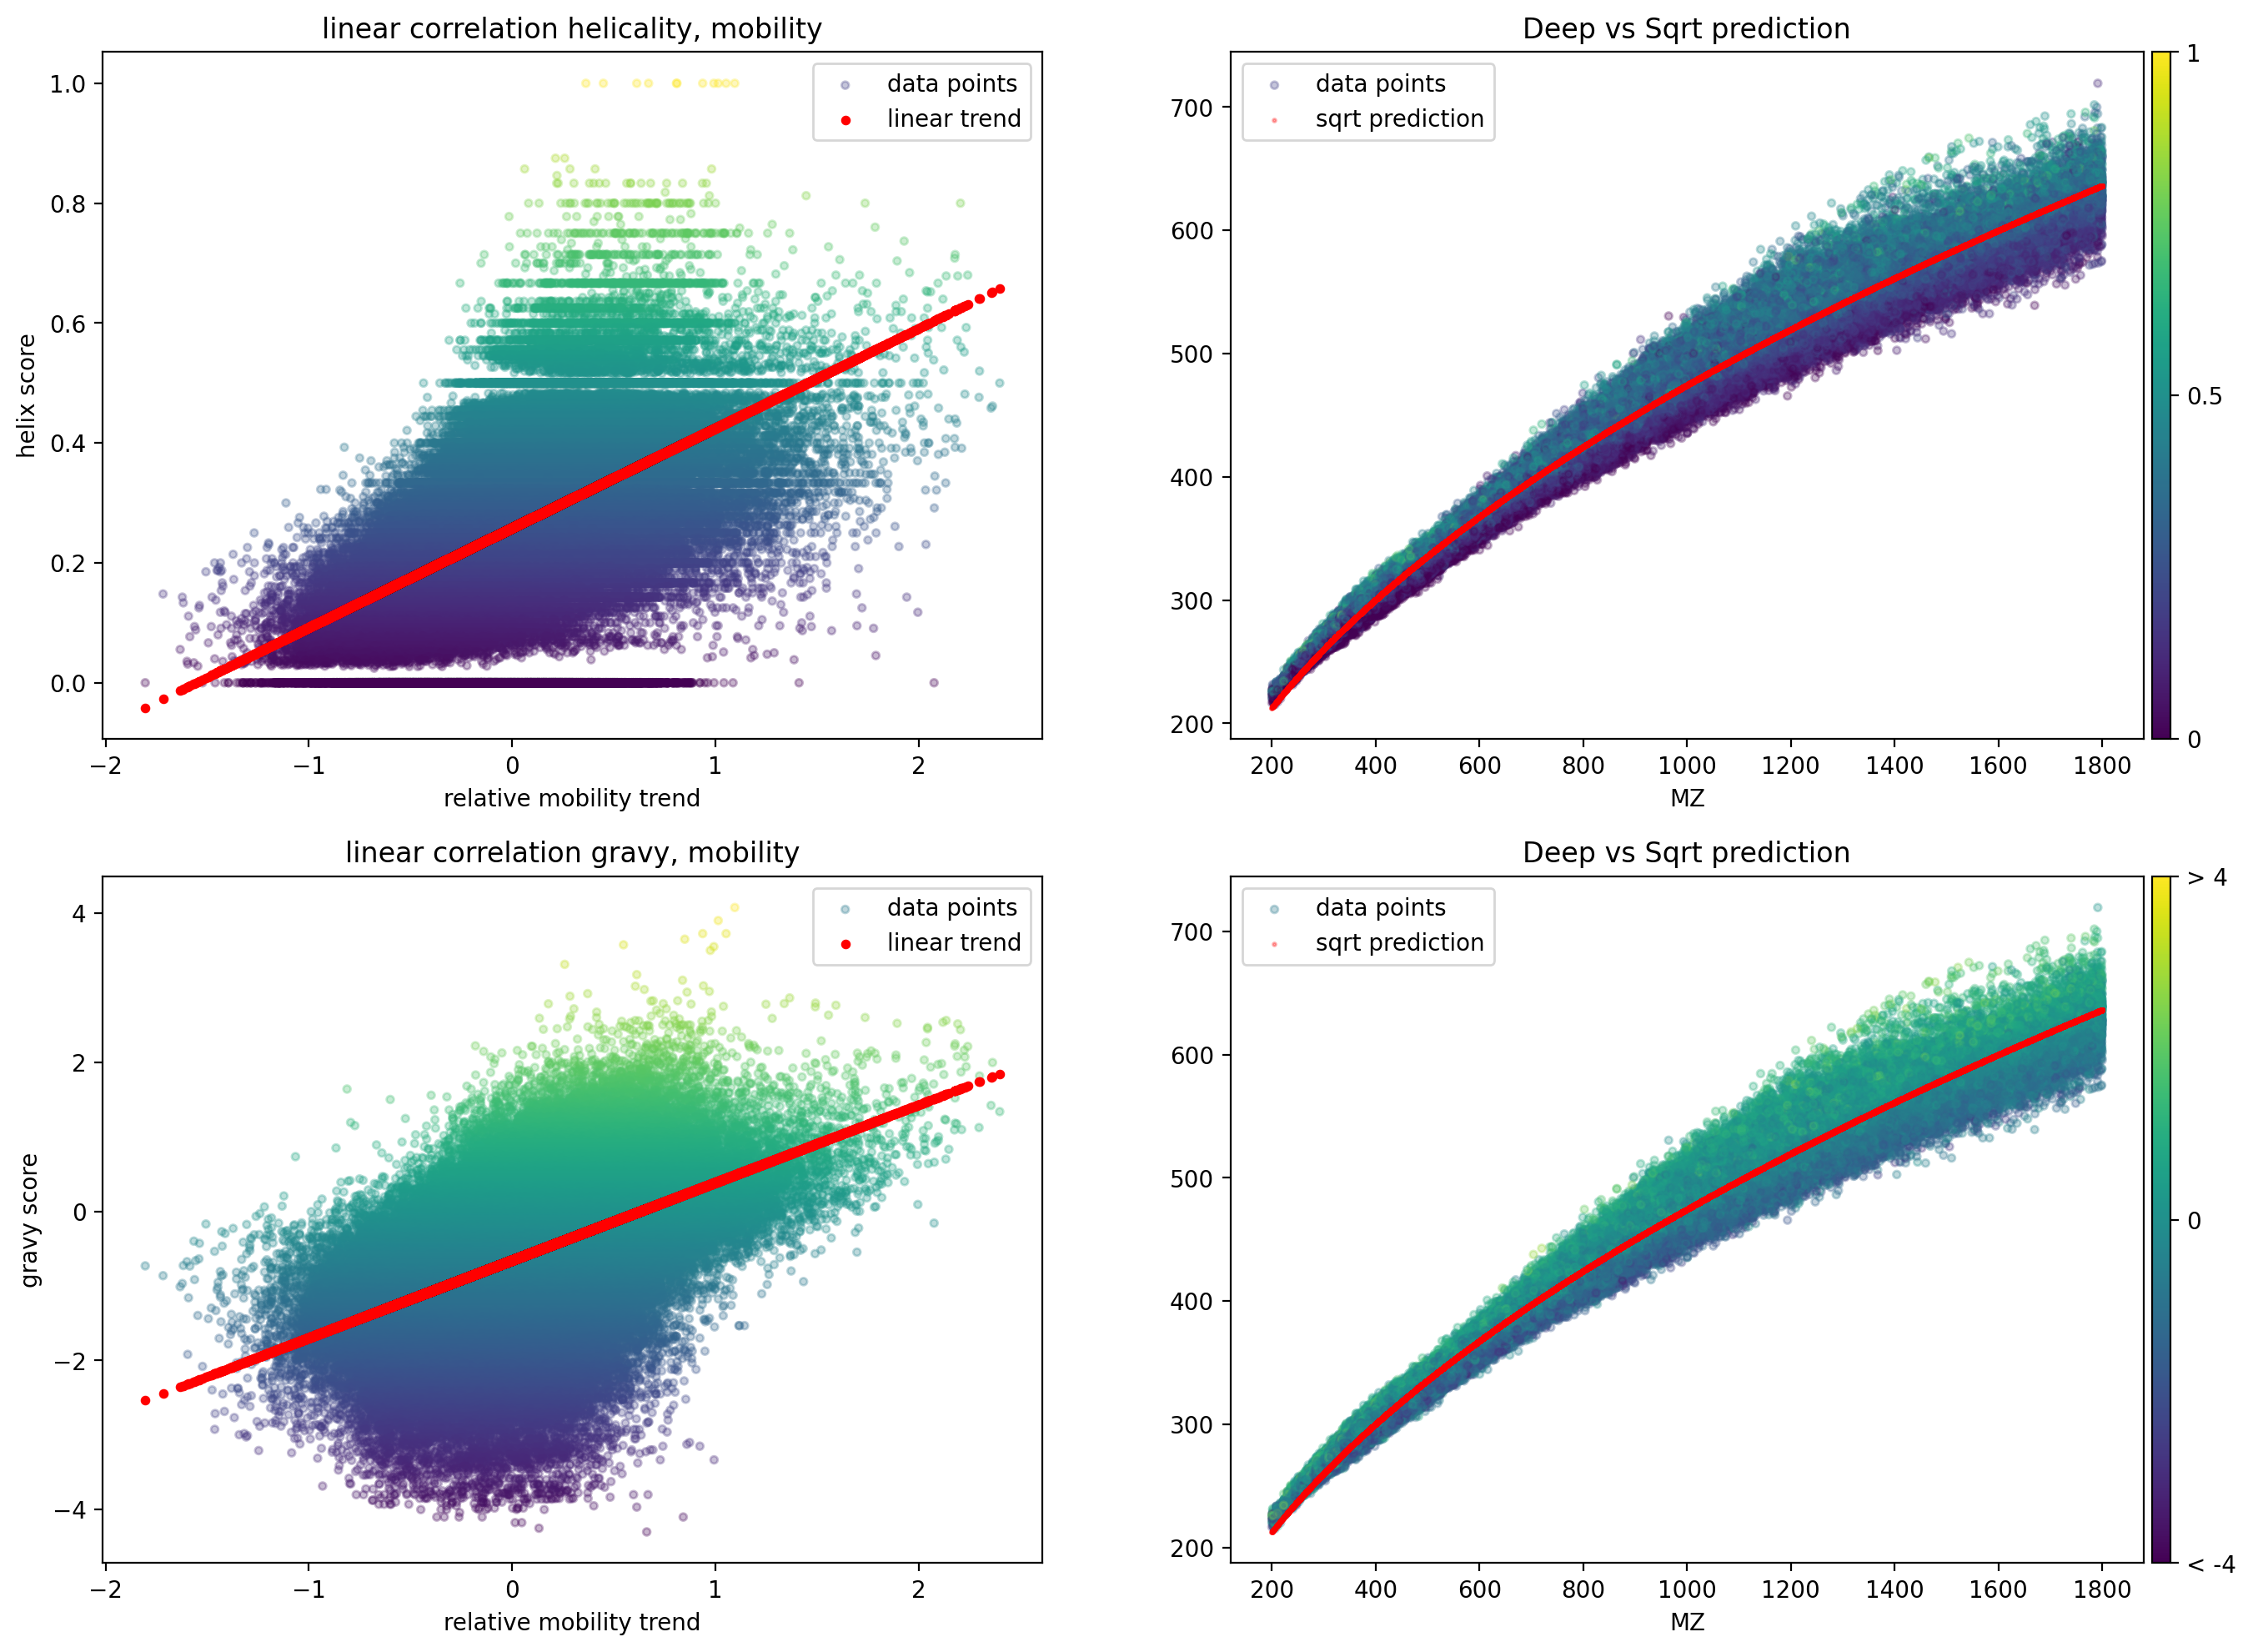 linear correlation helicality, mobility
data points
linear trend
1.0
0.8
0.6
0.4
0.2
0.0
helix score
−2 −1 0 1 2
relative mobility trend
Deep vs Sqrt prediction
data points
sqrt prediction
700
600
500
400
300
200
200 400 600 800 1000 1200 1400 1600 1800
MZ
1
0.5
0
linear correlation gravy, mobility
data points
linear trend
4
2
0
−2
−4
gravy score
−2 −1 0 1 2
relative mobility trend
Deep vs Sqrt prediction
data points
sqrt prediction
700
600
500
400
300
200
200 400 600 800 1000 1200 1400 1600 1800
MZ
> 4
0
< -4